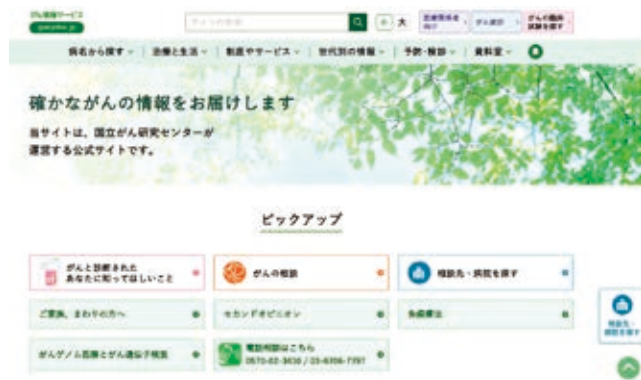 がん情報サービス
ganjoho.jp
サイト内検索
小 大
医療関係者向け
がん統計
がんの臨床試験を探す
病名から探す
治療と生活
制度やサービス
世代別の情報
予防・検診
資料室
確かながんの情報をお届けします
当サイトは、国立がん研究センターが
運営する公式サイトです。
ピックアップ
がんと診断された
あなたに知ってほしいこと
がんの相談
相談先・病院を探す
ご家族、まわりの方へ
セカンドオピニオン
免疫療法
がんゲノム医療とがん遺伝子検査
電話相談はこちら
相談先・
病院を探す